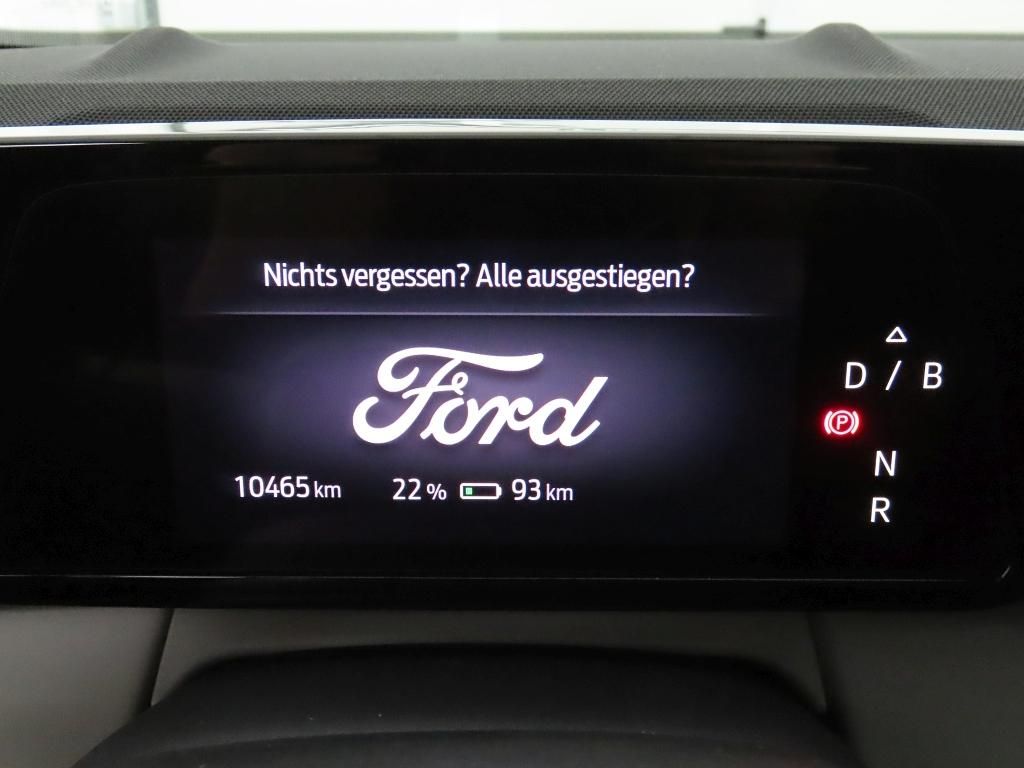 Nichts vergessen? Alle ausgestiegen?
Ford
10465 km 22 % 93 km
D / B
P
N
R